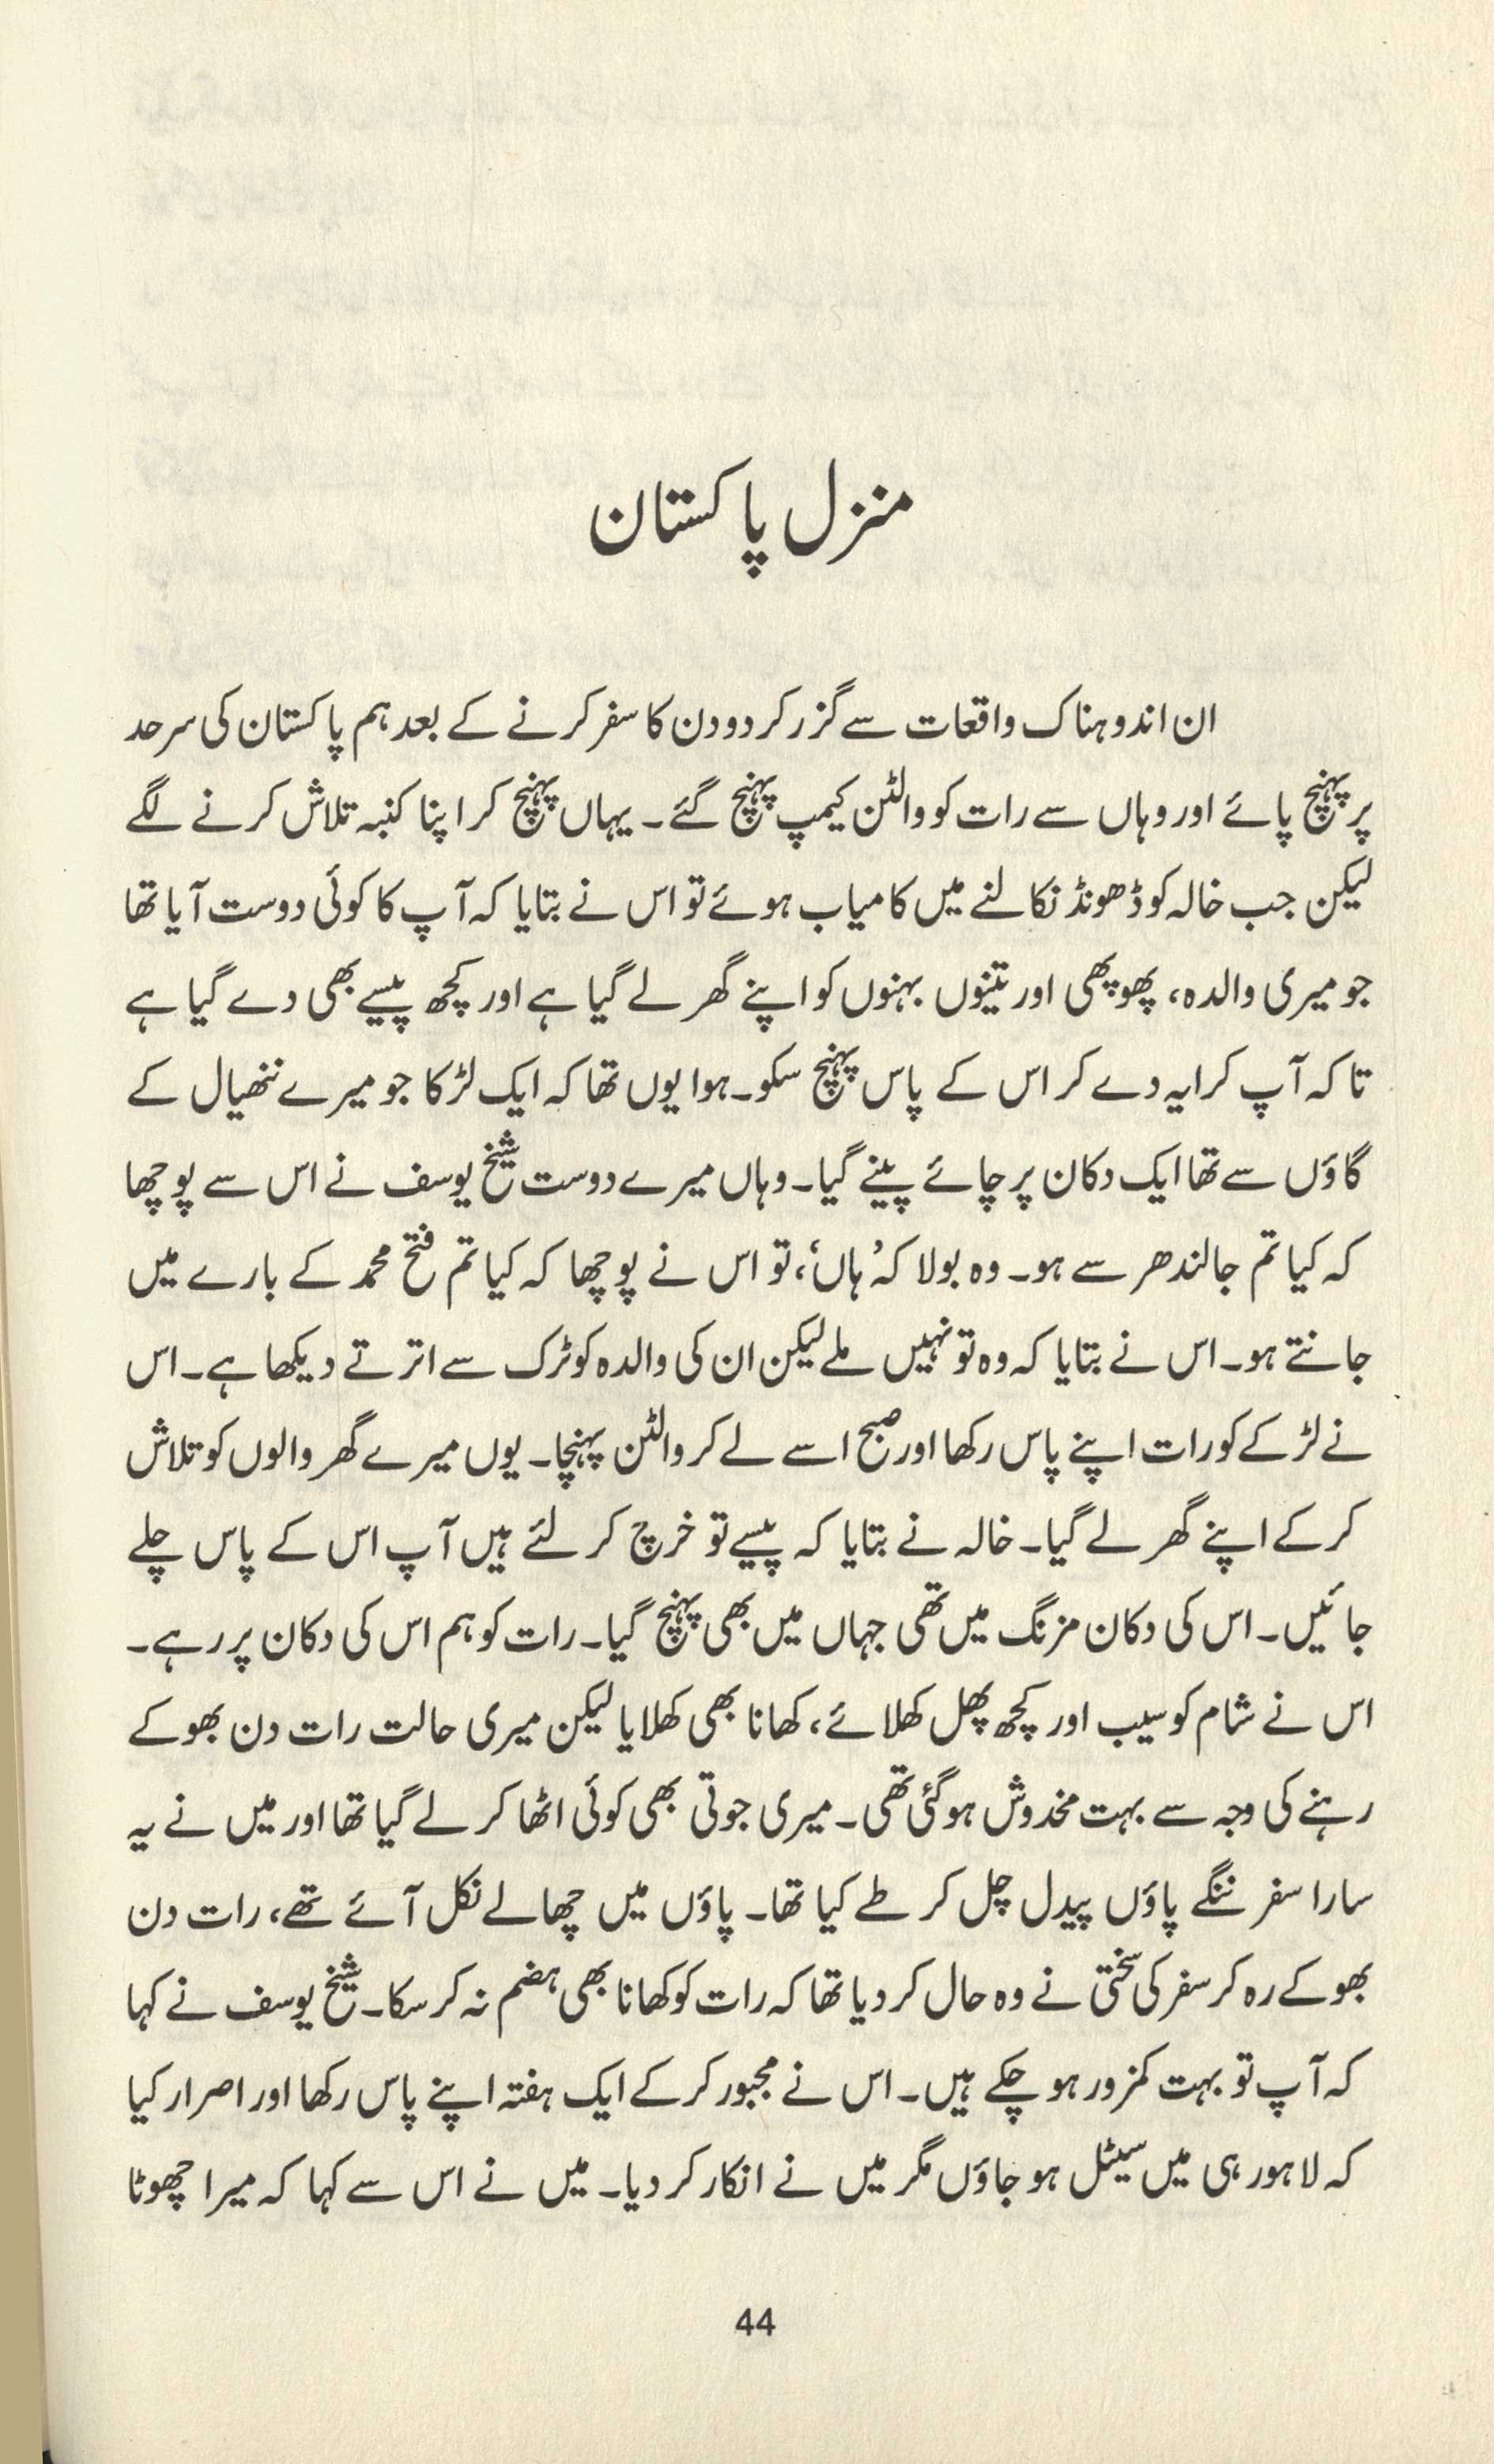 منزل پاکستان
ان اندوہناک واقعات سے گزر کر دو دن کا سفر کرنے کے بعد ہم پاکستان کی سرحد
پر پہنچ پائے اور وہاں سے رات کو والٹن کیمپ پہنچ گئے۔ یہاں پہنچ کر اپنا کنبہ تلاش کرنے لگے
لیکن جب خالہ کو ڈھونڈ نکالنے میں کامیاب ہوئے تو اس نے بتایا کہ آپ کا کوئی دوست آیا تھا
جو میری والدہ، پھوپھی اور تینوں بہنوں کو اپنے گھر لے گیا ہے اور کچھ پیسے بھی دے گیا ہے
تاکہ آپ کرایہ دے کر اس کے پاس پہنچ سکو۔ ہوا یوں تھا کہ ایک لڑکا جو میرے ننھیال کے
گاؤں سے تھا ایک دکان پر چائے پینے گیا۔ وہاں میرے دوست شیخ یوسف نے اس سے پوچھا
کہ کیا تم جالندھر سے ہو۔ وہ بولا کہ ’ہاں‘، تو اس نے پوچھا کہ کیا تم فتح محمد کے بارے میں
جانتے ہو۔ اس نے بتایا کہ وہ تو نہیں ملے لیکن ان کی والدہ کو ٹرک سے اترتے دیکھا ہے۔ اس
نے لڑکے کو رات اپنے پاس رکھا اور صبح اسے لے کر والٹن پہنچا۔ یوں میرے گھر والوں کو تلاش
کر کے اپنے گھر لے گیا۔ خالہ نے بتایا کہ پیسے تو خرچ کر لئے ہیں آپ اس کے پاس چلے
جائیں۔ اس کی دکان مزنگ میں تھی جہاں میں بھی پہنچ گیا۔ رات کو ہم اس کی دکان پر رہے۔
اس نے شام کو سیب اور کچھ پھل کھلائے، کھانا بھی کھلایا لیکن میری حالت رات دن بھوکے
رہنے کی وجہ سے بہت مخدوش ہو گئی تھی۔ میری جوتی بھی کوئی اٹھا کر لے گیا تھا اور میں نے یہ
سارا سفر ننگے پاؤں پیدل چل کر طے کیا تھا۔ پاؤں میں چھالے نکل آئے تھے، رات دن
بھوکے رہ کر سفر کی سختی نے وہ حال کر دیا تھا کہ رات کو کھانا بھی ہضم نہ کر سکا۔ شیخ یوسف نے کہا
کہ آپ تو بہت کمزور ہو چکے ہیں۔ اس نے مجبور کر کے ایک ہفتہ اپنے پاس رکھا اور اصرار کیا
کہ لاہور ہی میں سیٹل ہو جاؤں مگر میں نے انکار کر دیا۔ میں نے اس سے کہا کہ میرا چھوٹا
44